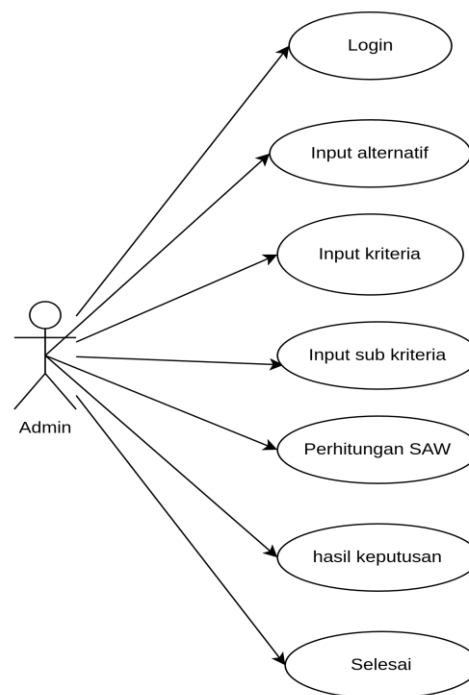 Login
Input alternatif
Input kriteria
Input sub kriteria
Admin
Perhitungan SAW
hasil keputusan
Selesai